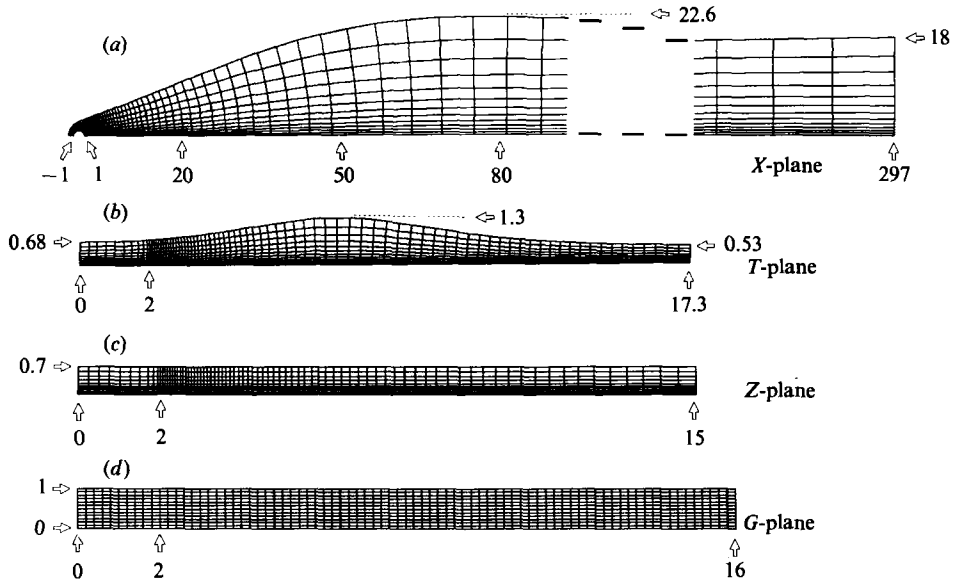 (a)
22.6
18
−1
1
20
50
80
X-plane
297
(b)
1.3
0.68
0.53
T-plane
0
2
17.3
(c)
0.7
Z-plane
0
2
15
(d)
1
0
G-plane
0
2
16